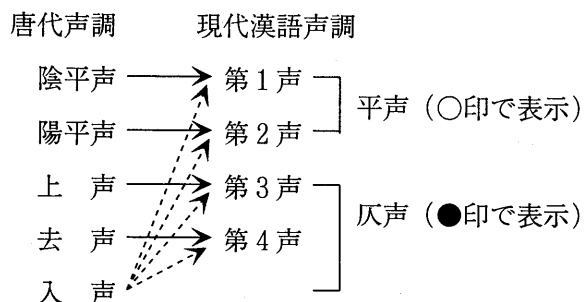 唐代声調 現代漢語声調
陰平声 第1声
陽平声 第2声
平声（○印で表示）
上 声 第3声
去 声 第4声
仄声（●印で表示）
入 声